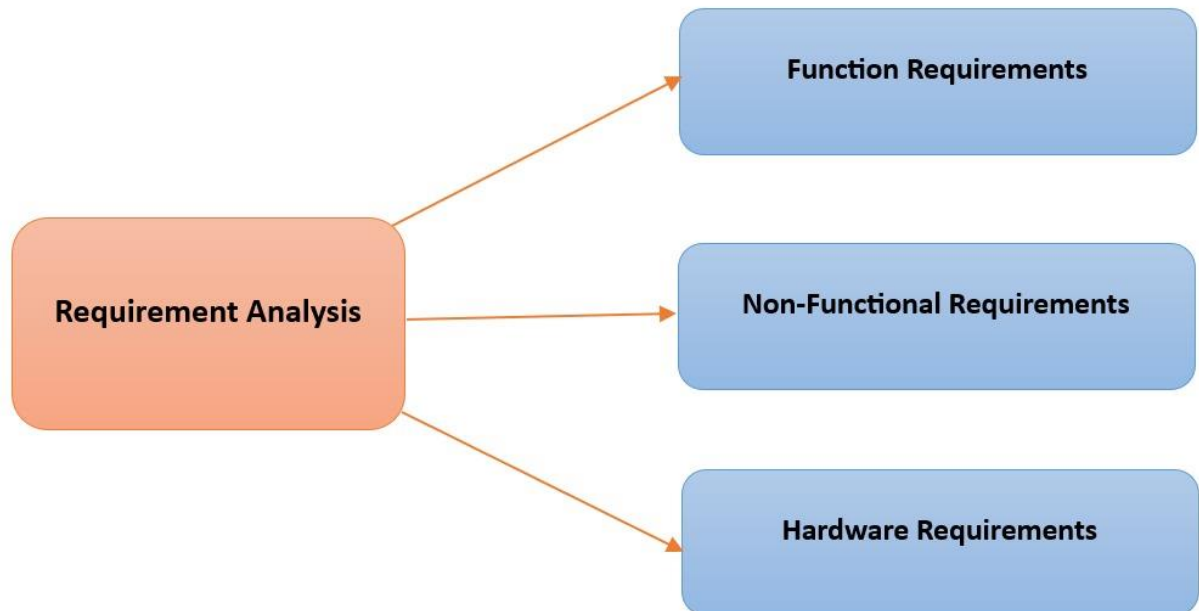 Function Requirements
Requirement Analysis
Non-Functional Requirements
Hardware Requirements